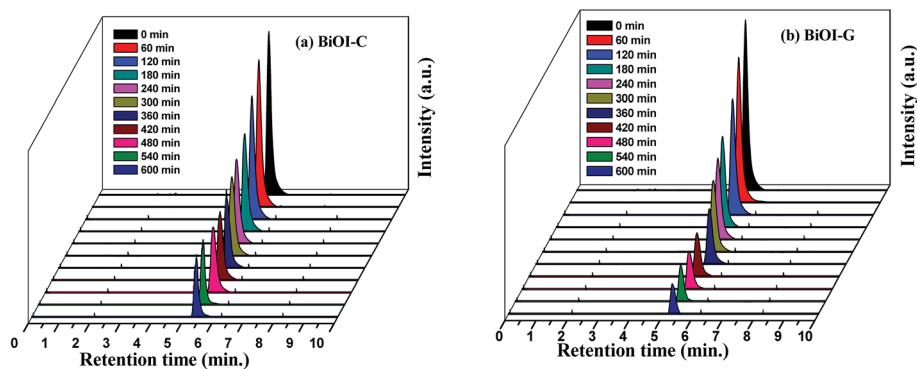 (a) BiOI-C
0 min
60 min
120 min
180 min
240 min
300 min
360 min
420 min
480 min
540 min
600 min
Intensity (a.u.)
0 1 2 3 4 5 6 7 8 9 10
Retention time (min.)
(b) BiOI-G
0 min
60 min
120 min
180 min
240 min
300 min
360 min
420 min
480 min
540 min
600 min
Intensity (a.u.)
0 1 2 3 4 5 6 7 8 9 10
Retention time (min.)